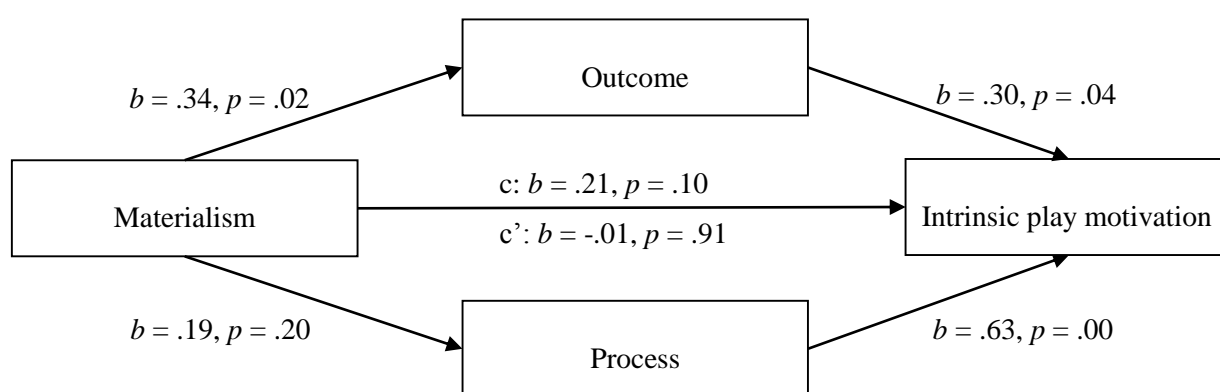 Outcome
b = .34, p = .02
b = .30, p = .04
c: b = .21, p = .10
Materialism
Intrinsic play motivation
c’: b = -.01, p = .91
b = .19, p = .20
b = .63, p = .00
Process